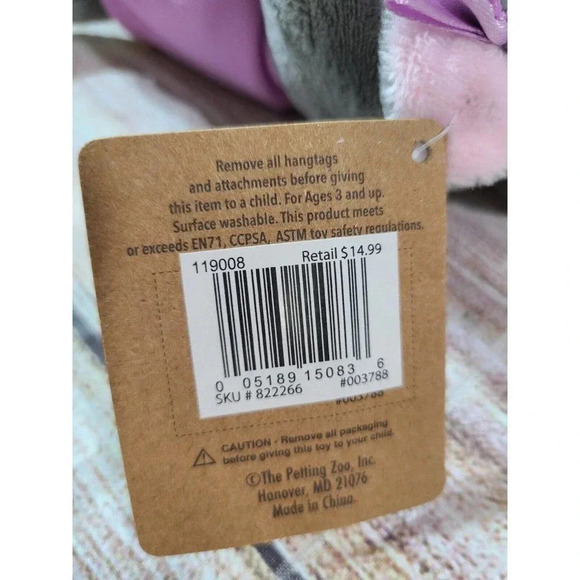 Remove all hangtags
and attachments before giving
this item to a child. For Ages 3 and up.
Surface washable. This product meets
or exceeds EN71, CCPSA, ASTM toy safety regulations.
119008 Retail $14.99
0 05189 15083 6
SKU # 822266 #003788
#003788
CAUTION - Remove all packaging
before giving this toy to your child.
©The Petting Zoo, Inc.
Hanover, MD 21076
Made in China.